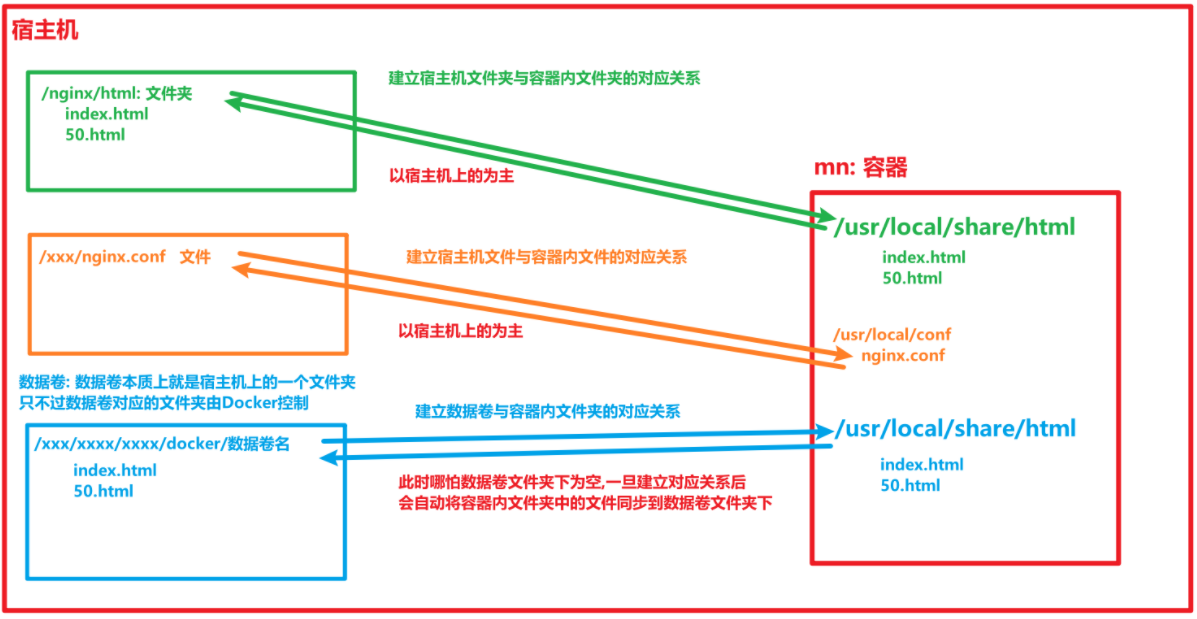 宿主机
/nginx/html: 文件夹
index.html
50.html
建立宿主机文件夹与容器内文件夹的对应关系
以宿主机上的为主
mn: 容器
/usr/local/share/html
index.html
50.html
/xxx/nginx.conf 文件
建立宿主机文件与容器内文件的对应关系
以宿主机上的为主
/usr/local/conf
nginx.conf
数据卷: 数据卷本质上就是宿主机上的一个文件夹
只不过数据卷对应的文件夹由Docker控制
/xxx/xxxx/xxxx/docker/数据卷名
index.html
50.html
建立数据卷与容器内文件夹的对应关系
此时哪怕数据卷文件夹下为空,一旦建立对应关系后
会自动将容器内文件夹中的文件同步到数据卷文件夹下
/usr/local/share/html
index.html
50.html